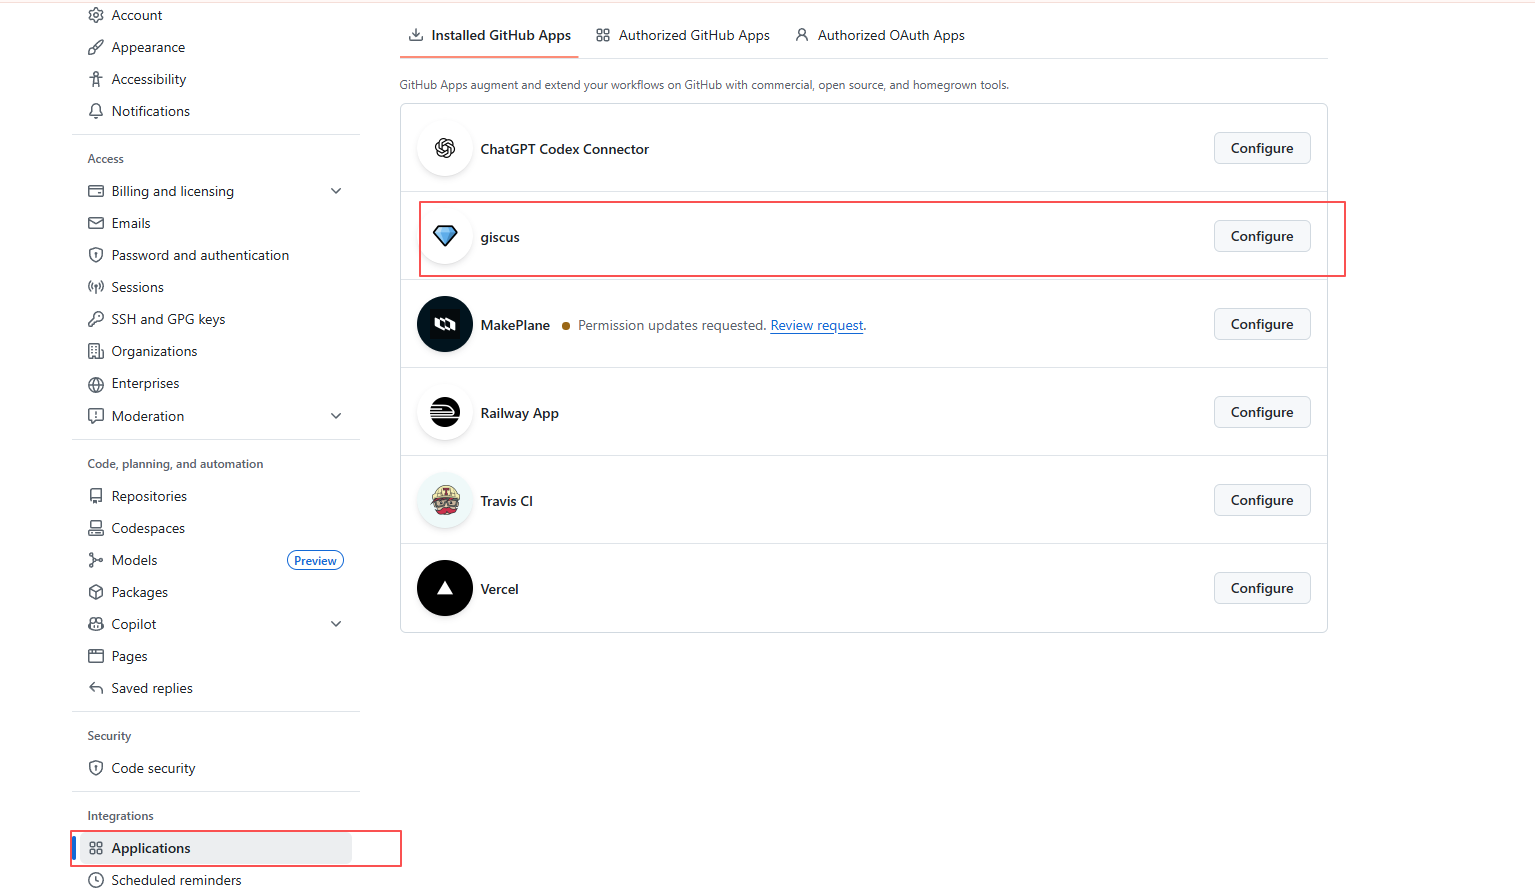 Account
Appearance
Accessibility
Notifications
Access
Billing and licensing
Emails
Password and authentication
Sessions
SSH and GPG keys
Organizations
Enterprises
Moderation
Code, planning, and automation
Repositories
Codespaces
Models Preview
Packages
Copilot
Pages
Saved replies
Security
Code security
Integrations
Applications
Scheduled reminders
Installed GitHub Apps Authorized GitHub Apps Authorized OAuth Apps
GitHub Apps augment and extend your workflows on GitHub with commercial, open source, and homegrown tools.
ChatGPT Codex Connector Configure
giscus Configure
MakePlane Permission updates requested. Review request. Configure
Railway App Configure
Travis CI Configure
Vercel Configure